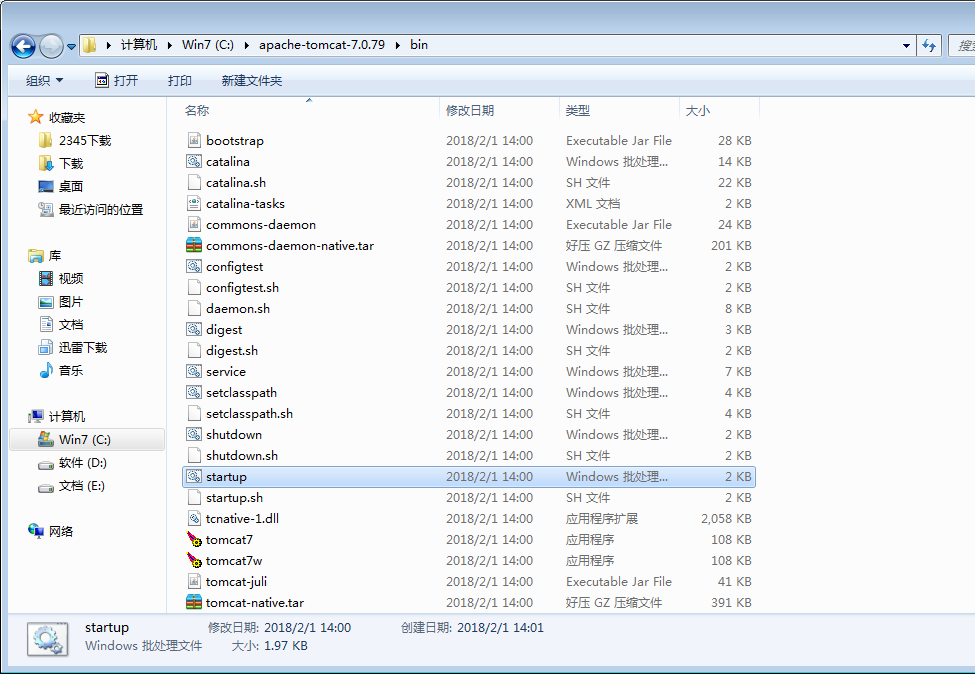 计算机 Win7 (C:) apache-tomcat-7.0.79 bin
组织 打开 打印 新建文件夹
收藏夹
2345下载
下载
桌面
最近访问的位置
库
视频
图片
文档
迅雷下载
音乐
计算机
Win7 (C:)
软件 (D:)
文档 (E:)
网络
名称 修改日期 类型 大小
bootstrap 2018/2/1 14:00 Executable Jar File 28 KB
catalina 2018/2/1 14:00 Windows 批处理... 14 KB
catalina.sh 2018/2/1 14:00 SH 文件 22 KB
catalina-tasks 2018/2/1 14:00 XML 文档 2 KB
commons-daemon 2018/2/1 14:00 Executable Jar File 24 KB
commons-daemon-native.tar 2018/2/1 14:00 好压 GZ 压缩文件 201 KB
configtest 2018/2/1 14:00 Windows 批处理... 2 KB
configtest.sh 2018/2/1 14:00 SH 文件 2 KB
daemon.sh 2018/2/1 14:00 SH 文件 8 KB
digest 2018/2/1 14:00 Windows 批处理... 3 KB
digest.sh 2018/2/1 14:00 SH 文件 2 KB
service 2018/2/1 14:00 Windows 批处理... 7 KB
setclasspath 2018/2/1 14:00 Windows 批处理... 4 KB
setclasspath.sh 2018/2/1 14:00 SH 文件 4 KB
shutdown 2018/2/1 14:00 Windows 批处理... 2 KB
shutdown.sh 2018/2/1 14:00 SH 文件 2 KB
startup 2018/2/1 14:00 Windows 批处理... 2 KB
startup.sh 2018/2/1 14:00 SH 文件 2 KB
tcnative-1.dll 2018/2/1 14:00 应用程序扩展 2,058 KB
tomcat7 2018/2/1 14:00 应用程序 108 KB
tomcat7w 2018/2/1 14:00 应用程序 108 KB
tomcat-juli 2018/2/1 14:00 Executable Jar File 41 KB
tomcat-native.tar 2018/2/1 14:00 好压 GZ 压缩文件 391 KB
startup 修改日期: 2018/2/1 14:00 创建日期: 2018/2/1 14:01
Windows 批处理文件 大小: 1.97 KB